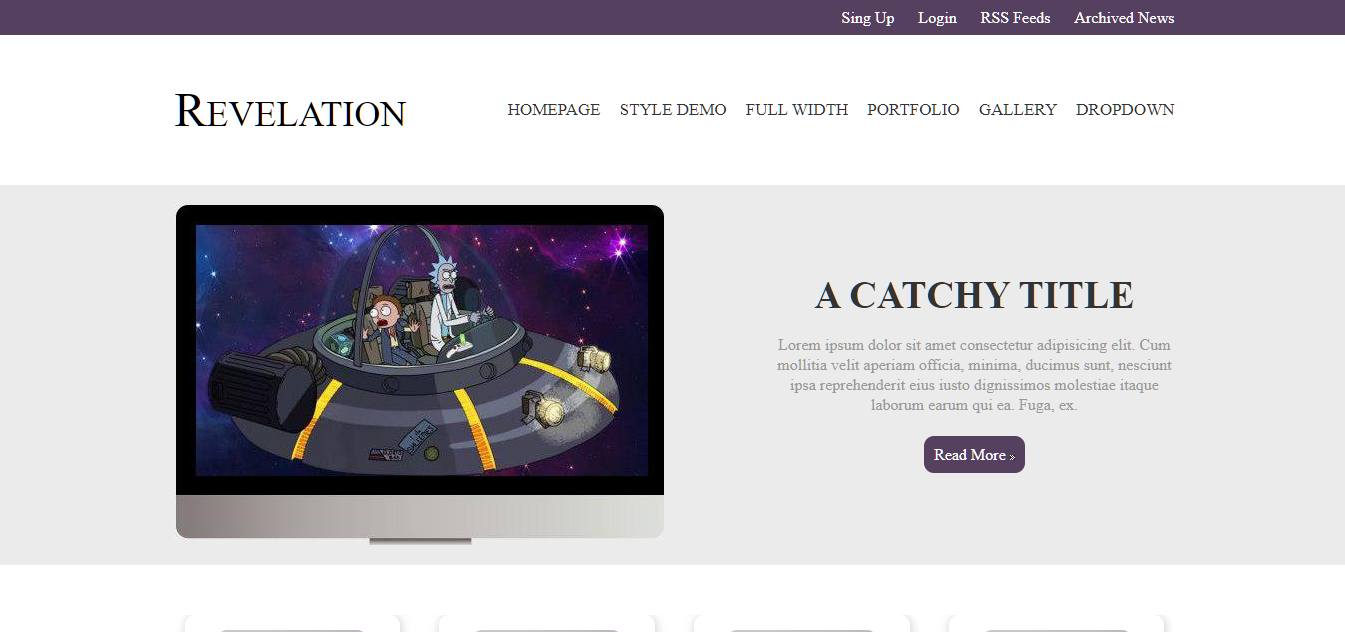 Sing Up Login RSS Feeds Archived News
REVELATION
HOMEPAGE STYLE DEMO FULL WIDTH PORTFOLIO GALLERY DROPDOWN
A CATCHY TITLE
Lorem ipsum dolor sit amet consectetur adipisicing elit. Cum
mollitia velit aperiam officia, minima, ducimus sunt, nesciunt
ipsa reprehenderit eius iusto dignissimos molestiae itaque
laborum earum qui ea. Fuga, ex.
Read More »